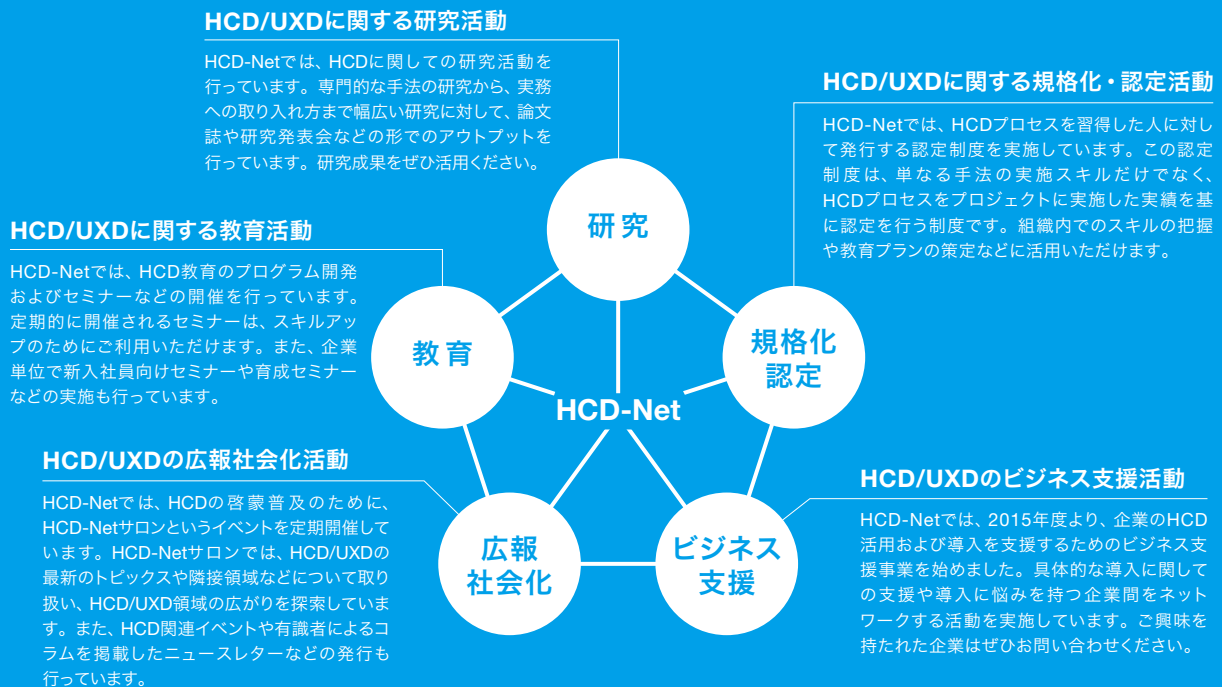 HCD/UXDに関する研究活動
HCD-Netでは、HCDに関しての研究活動を
行っています。専門的な手法の研究から、実務
への取り入れ方まで幅広い研究に対して、論文
誌や研究発表会などの形でのアウトプットを
行っています。研究成果をぜひ活用ください。
HCD/UXDに関する規格化・認定活動
HCD-Netでは、HCDプロセスを習得した人に対し
て発行する認定制度を実施しています。この認定
制度は、単なる手法の実施スキルだけでなく、
HCDプロセスをプロジェクトに実施した実績を基
に認定を行う制度です。組織内でのスキルの把握
や教育プランの策定などに活用いただけます。
HCD/UXDに関する教育活動
HCD-Netでは、HCD教育のプログラム開発
およびセミナーなどの開催を行っています。
定期的に開催されるセミナーは、スキルアッ
プのためにご利用いただけます。また、企業
単位で新入社員向けセミナーや育成セミナー
などの実施も行っています。
研究
教育
規格化
認定
HCD-Net
広報
社会化
ビジネス
支援
HCD/UXDの広報社会化活動
HCD-Netでは、HCDの啓蒙普及のために、
HCD-Netサロンというイベントを定期開催して
います。HCD-Netサロンでは、HCD/UXDの
最新のトピックスや隣接領域などについて取り
扱い、HCD/UXD領域の広がりを探索していま
す。また、HCD関連イベントや有識者によるコ
ラムを掲載したニュースレターなどの発行も
行っています。
HCD/UXDのビジネス支援活動
HCD-Netでは、2015年度より、企業のHCD
活用および導入を支援するためのビジネス支
援事業を始めました。具体的な導入に関して
の支援や導入に悩みを持つ企業間をネット
ワークする活動を実施しています。ご興味を
持たれた企業はぜひお問い合わせください。